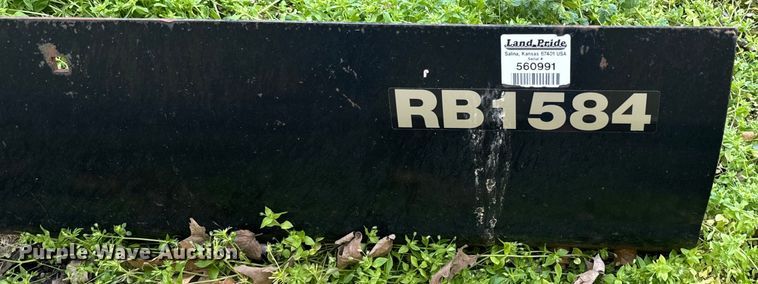 Land Pride
Salina, Kansas 67401 USA
Serial #
560991
RB1584
Purple Wave Auction